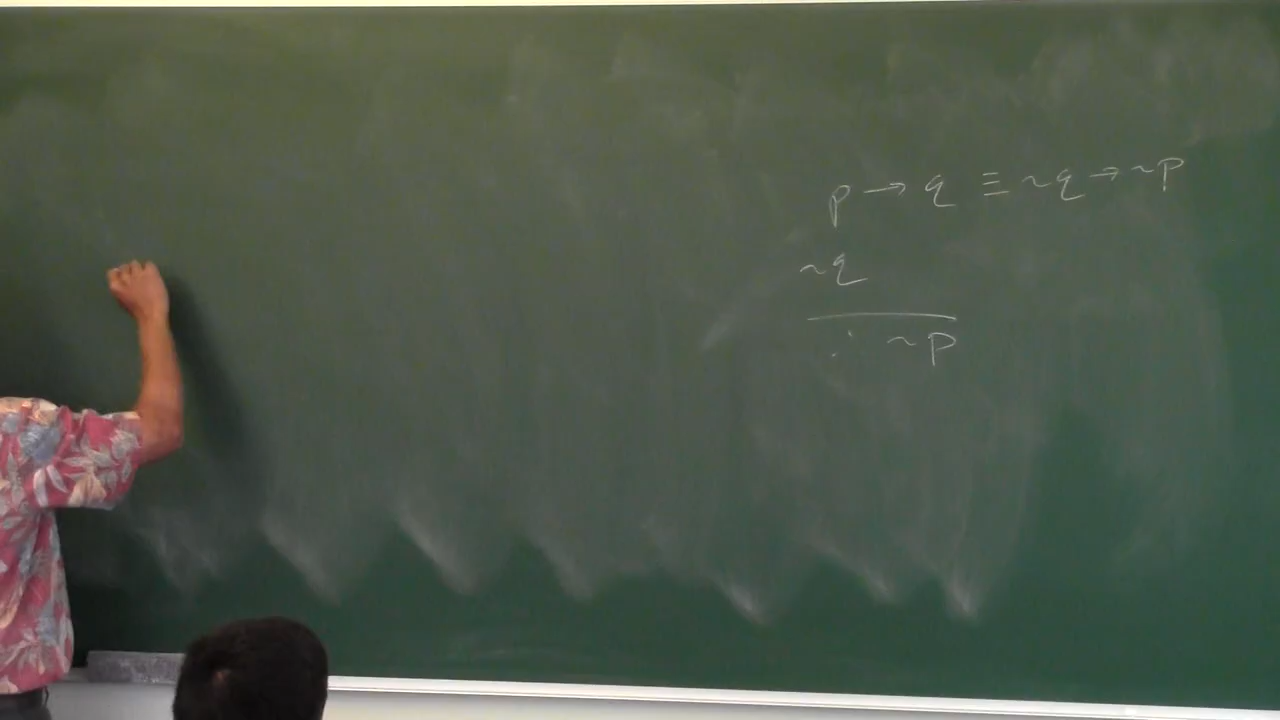 p → q ≡ ~q → ~p
~q
∴ ~p